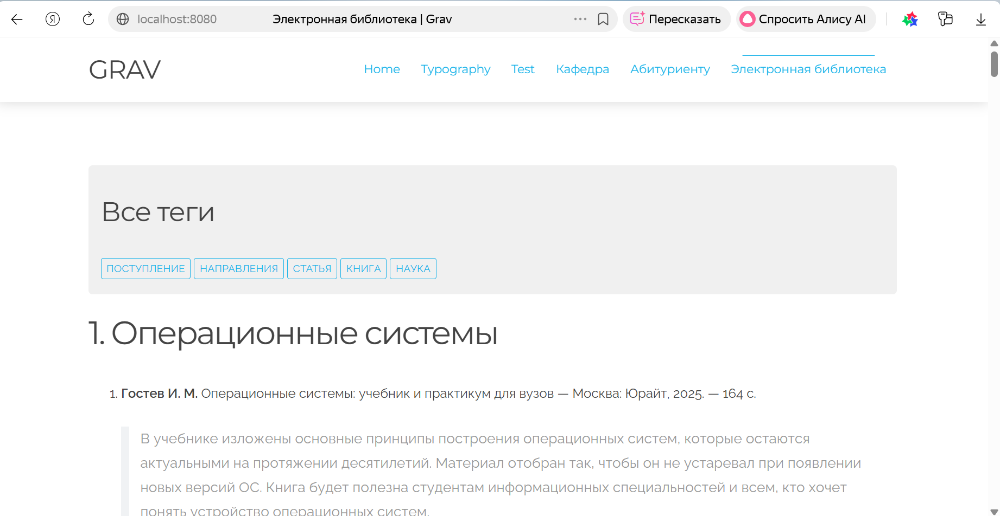 localhost:8080 Электронная библиотека | Grav Пересказать Спросить Алису AI
GRAV
Home Typography Test Кафедра Абитуриенту Электронная библиотека
Все теги
ПОСТУПЛЕНИЕ НАПРАВЛЕНИЯ СТАТЬЯ КНИГА НАУКА
1. Операционные системы
1. Гостев И. М. Операционные системы: учебник и практикум для вузов — Москва: Юрайт, 2025. — 164 с.
В учебнике изложены основные принципы построения операционных систем, которые остаются
актуальными на протяжении десятилетий. Материал отобран так, чтобы он не устаревал при появлении
новых версий ОС. Книга будет полезна студентам информационных специальностей и всем, кто хочет
понять устройство операционных систем.